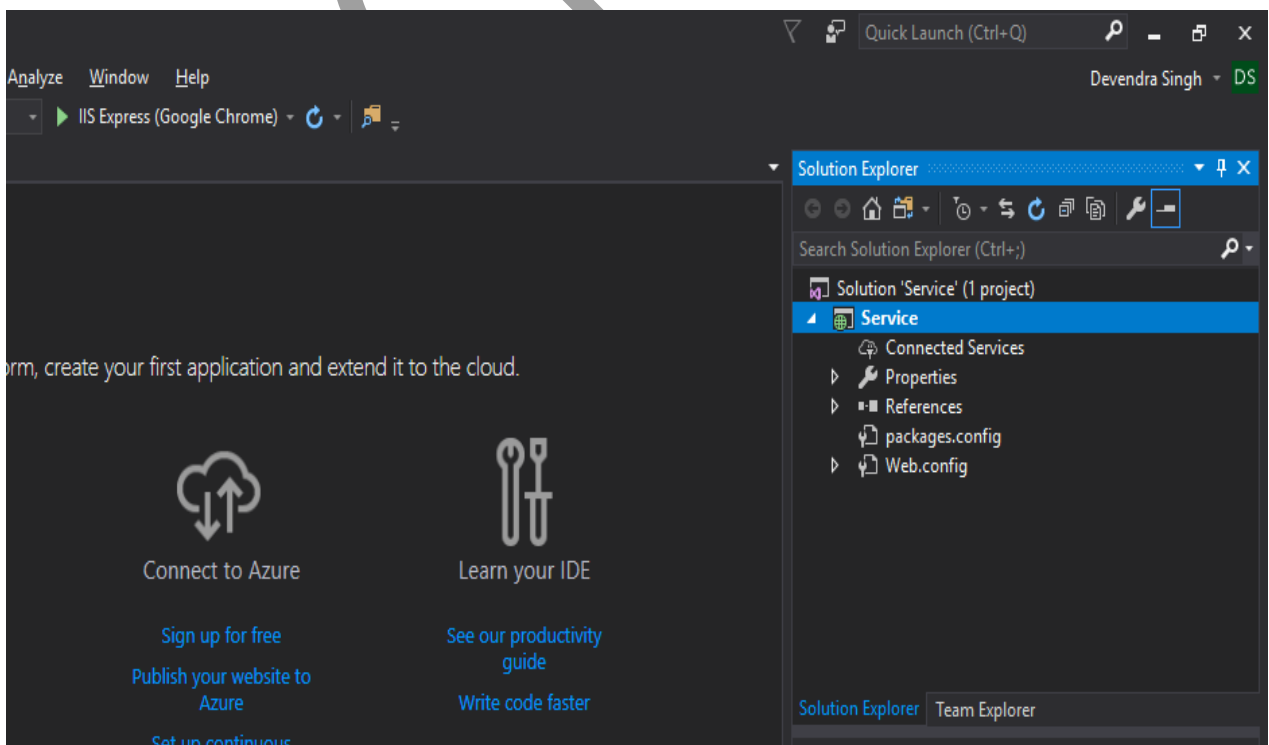 Quick Launch (Ctrl+Q)
Analyze Window Help
Devendra Singh DS
IIS Express (Google Chrome)
Solution Explorer
Search Solution Explorer (Ctrl+;)
Solution 'Service' (1 project)
Service
Connected Services
Properties
References
packages.config
Web.config
orm, create your first application and extend it to the cloud.
Connect to Azure
Sign up for free
Publish your website to
Azure
Set up continuous
Learn your IDE
See our productivity
guide
Write code faster
Solution Explorer Team Explorer